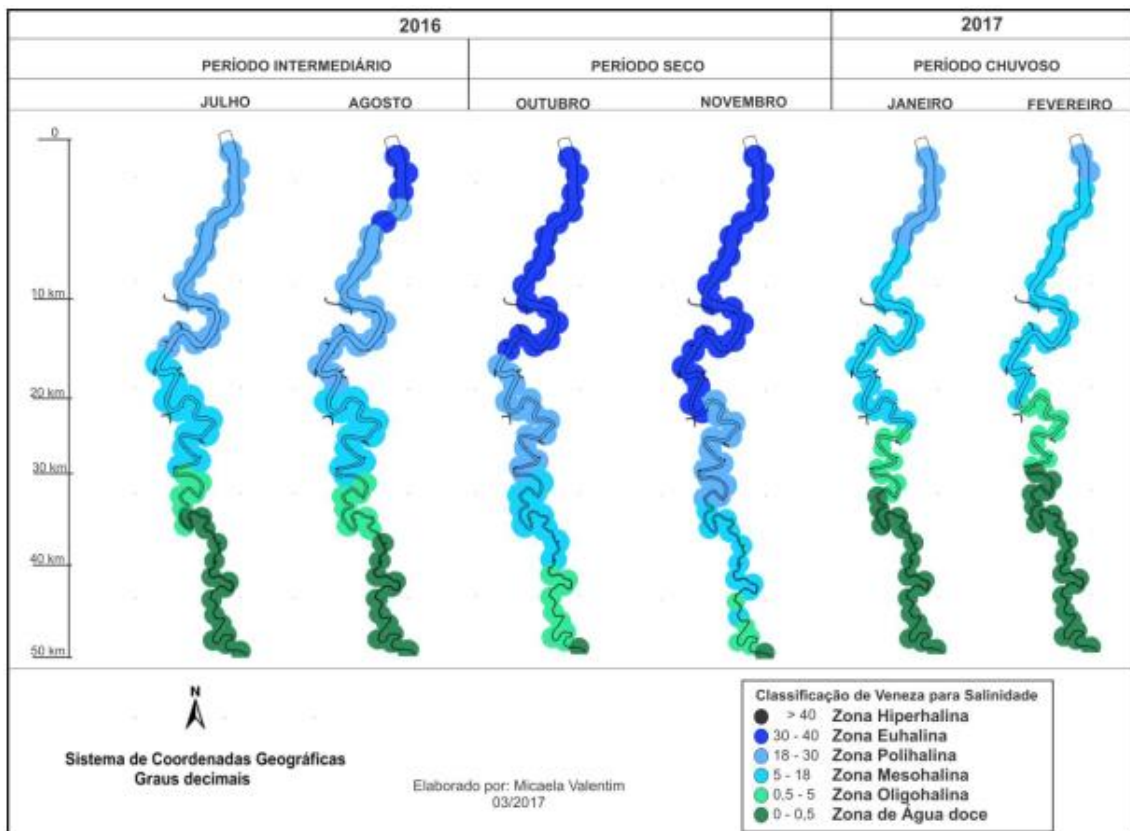 2016 2017
PERÍODO INTERMEDIÁRIO PERÍODO SECO PERÍODO CHUVOSO
JULHO AGOSTO OUTUBRO NOVEMBRO JANEIRO FEVEREIRO
0
10 km
20 km
30 km
40 km
50 km
N
Sistema de Coordenadas Geográficas
Graus decimais
Elaborado por: Micaela Valentim
03/2017
Classificação de Veneza para Salinidade
> 40 Zona Hiperhalina
30 - 40 Zona Euhalina
18 - 30 Zona Polihalina
5 - 18 Zona Mesohalina
0,5 - 5 Zona Oligohalina
0 - 0,5 Zona de Água doce